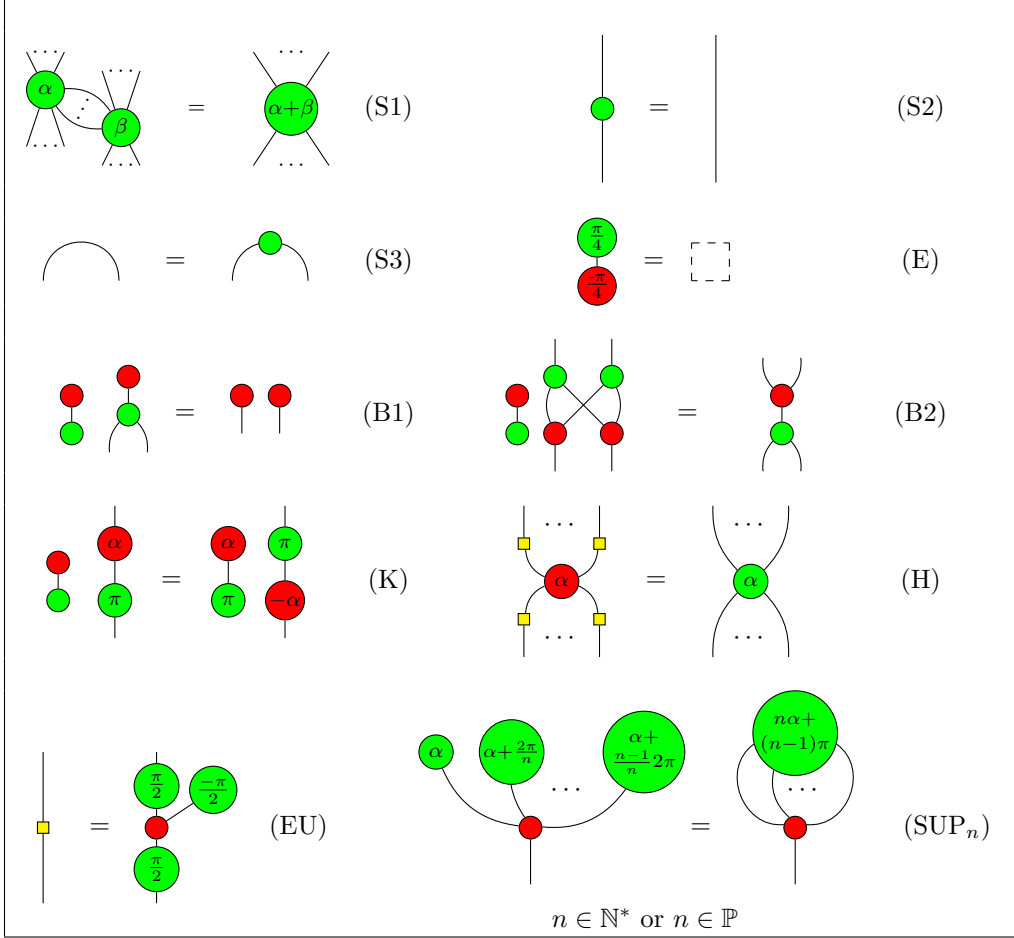 α β = α+β (S1)
= (S2)
= (S3)
π/4 -π/4 = (E)
= (B1)
= (B2)
α π = α π π −α (K)
α = α (H)
= π/2 -π/2 π/2 (EU)
α α+2π/n ... α+ n−1/n 2π = nα+ (n−1)π ... (SUPₙ)
n ∈ ℕ* or n ∈ ℙ